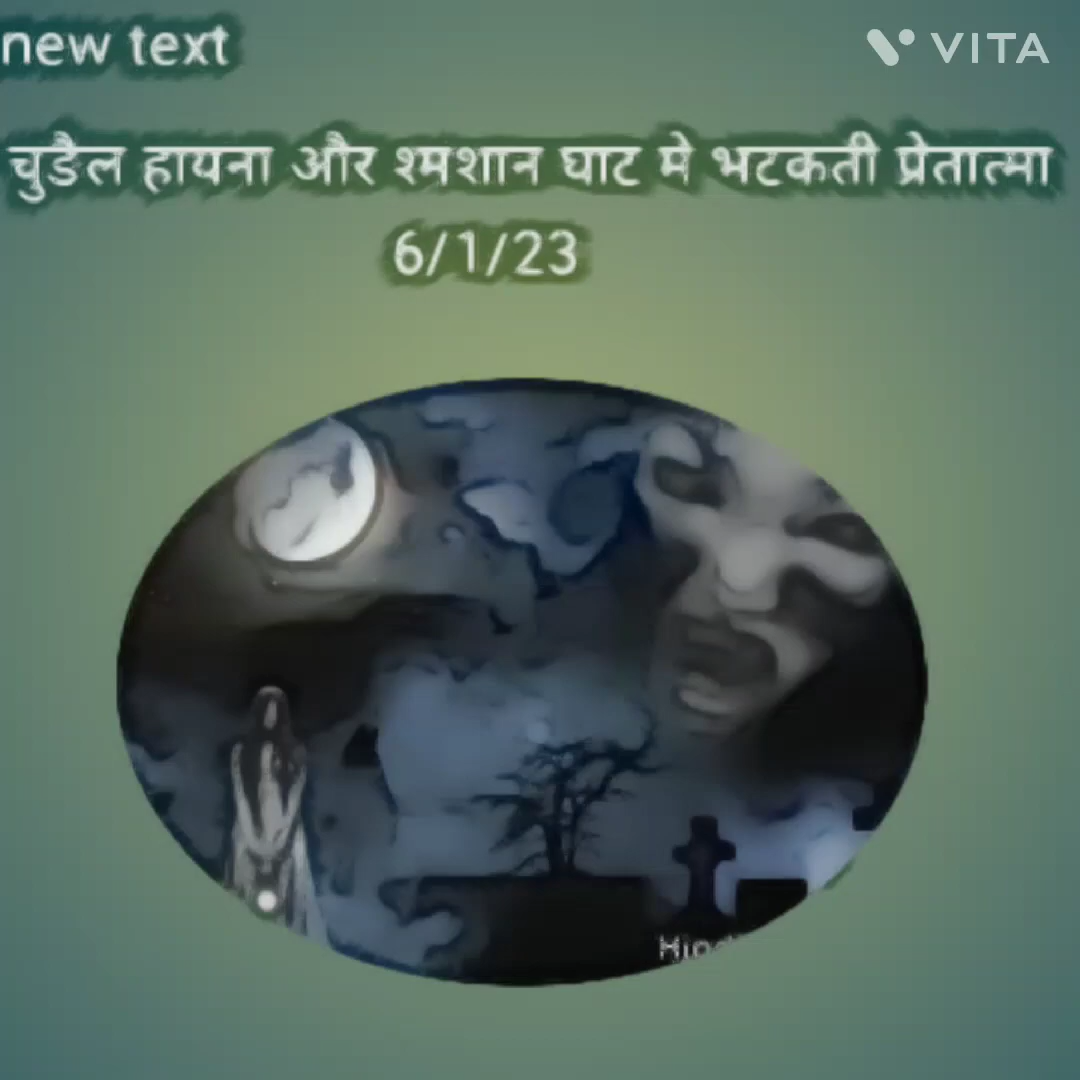 new text
VITA
चुडैल हायना और श्मशान घाट मे भटकती प्रेतात्मा
6/1/23